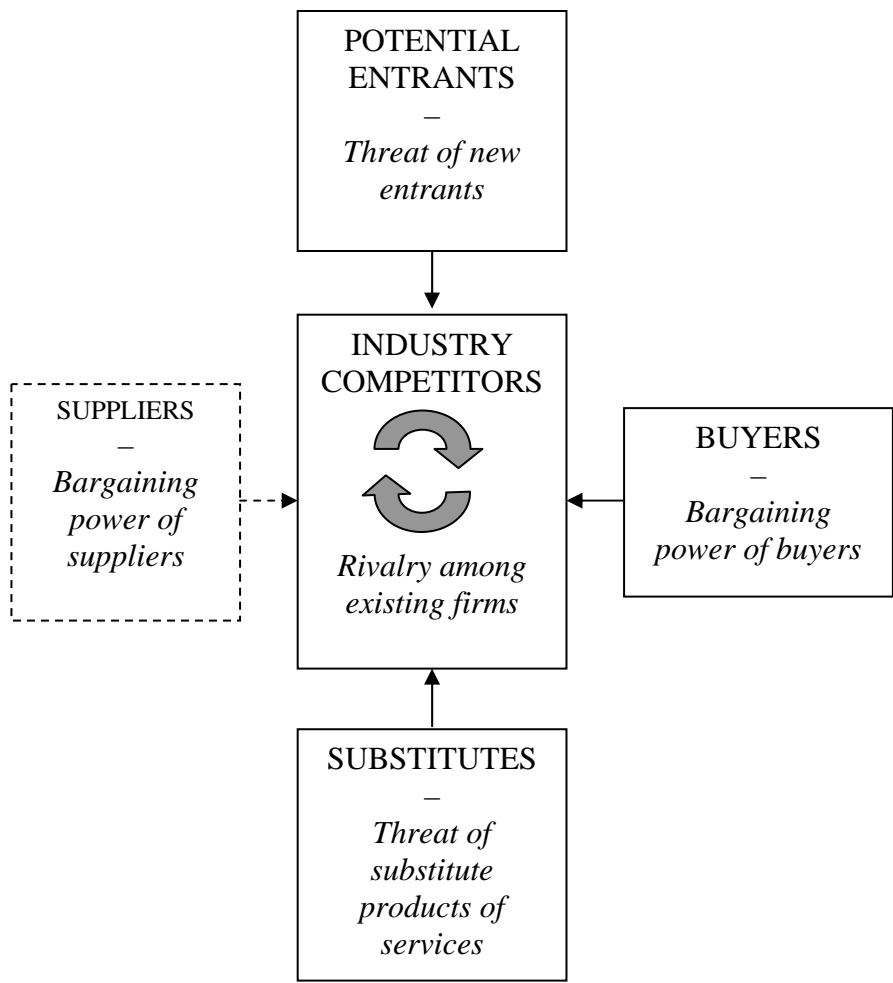 POTENTIAL
ENTRANTS
–
Threat of new
entrants
INDUSTRY
COMPETITORS
Rivalry among
existing firms
SUPPLIERS
–
Bargaining
power of
suppliers
BUYERS
–
Bargaining
power of buyers
SUBSTITUTES
–
Threat of
substitute
products of
services